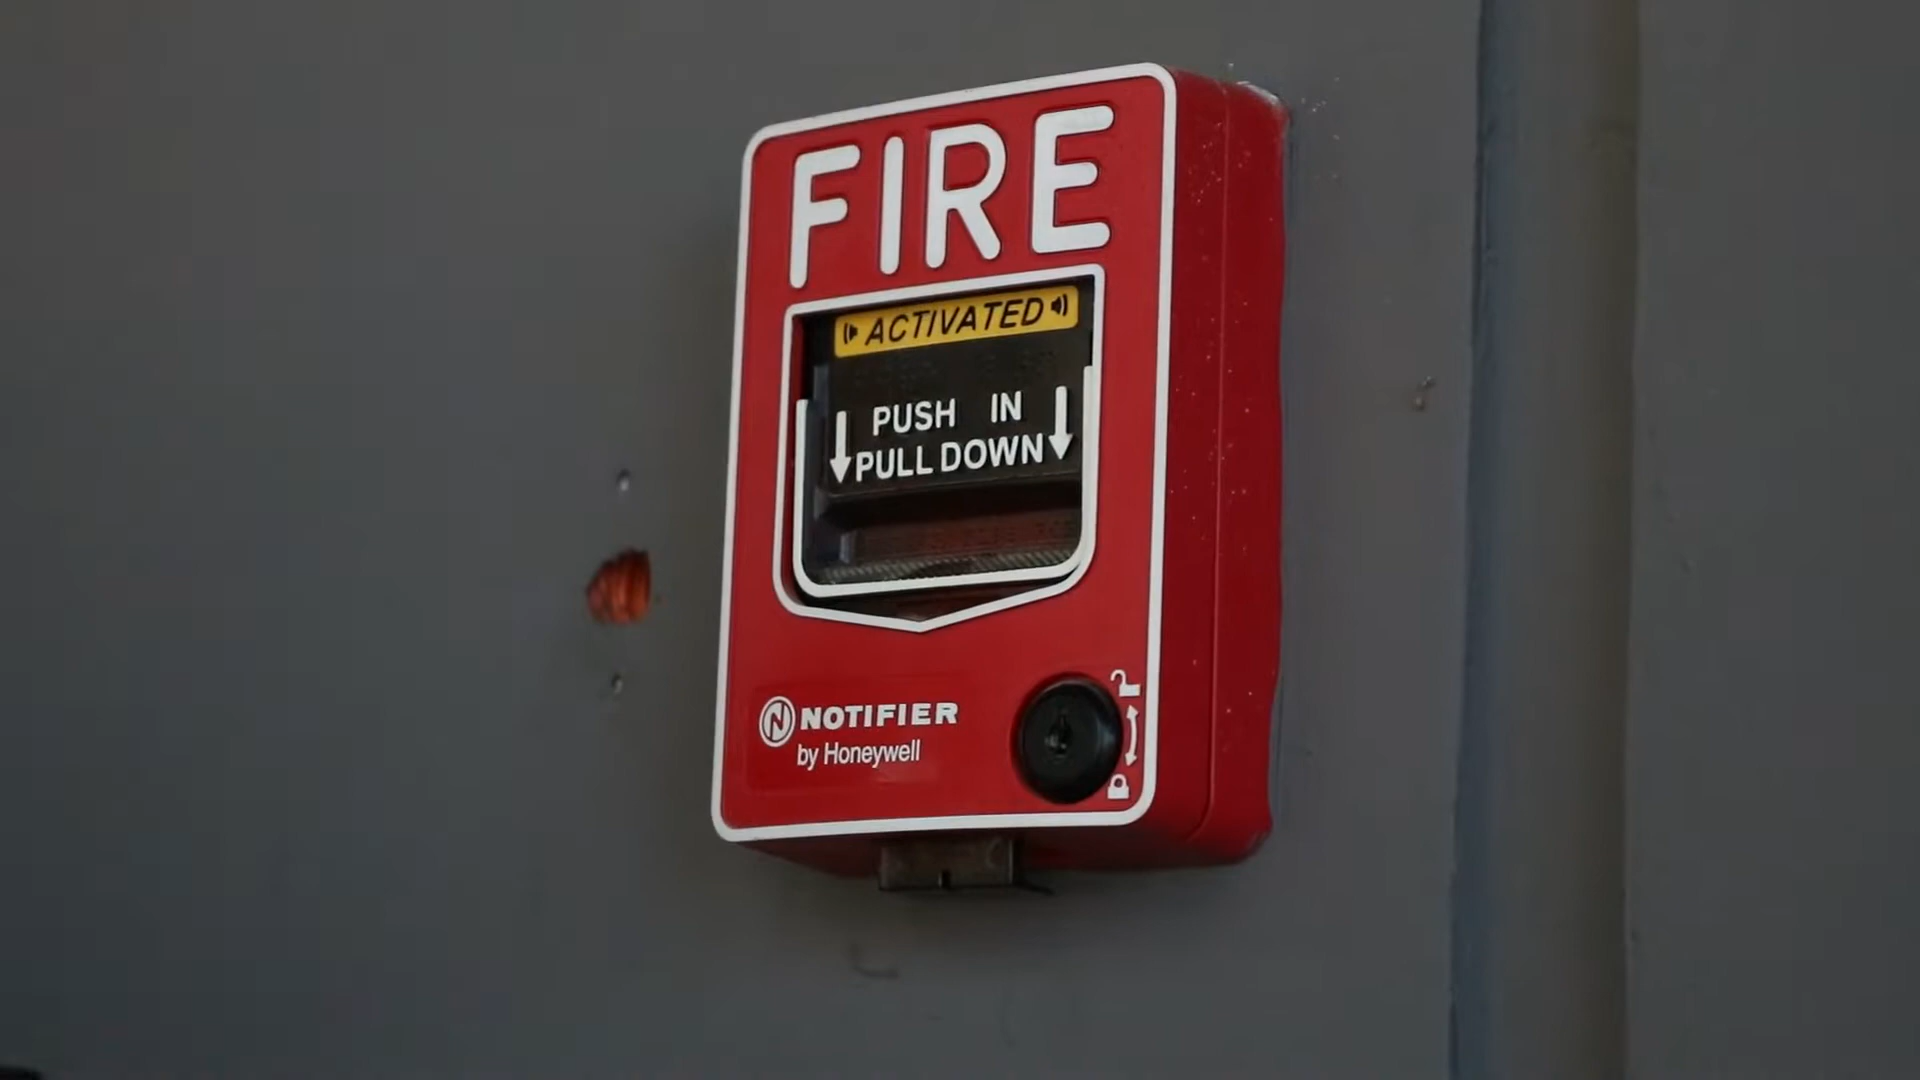 FIRE
ACTIVATED
PUSH IN
PULL DOWN
NOTIFIER
by Honeywell